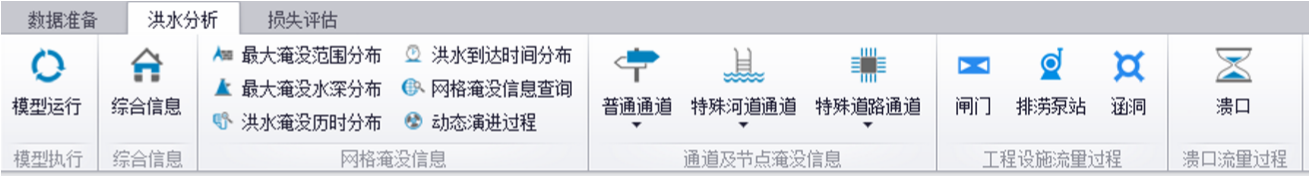 数据准备 洪水分析 损失评估
模型运行
模型执行
综合信息
综合信息
最大淹没范围分布 洪水到达时间分布
最大淹没水深分布 网格淹没信息查询
洪水淹没历时分布 动态演进过程
网格淹没信息
普通通道 特殊河道通道 特殊道路通道
通道及节点淹没信息
闸门 排涝泵站 涵洞
工程设施流量过程
溃口
溃口流量过程